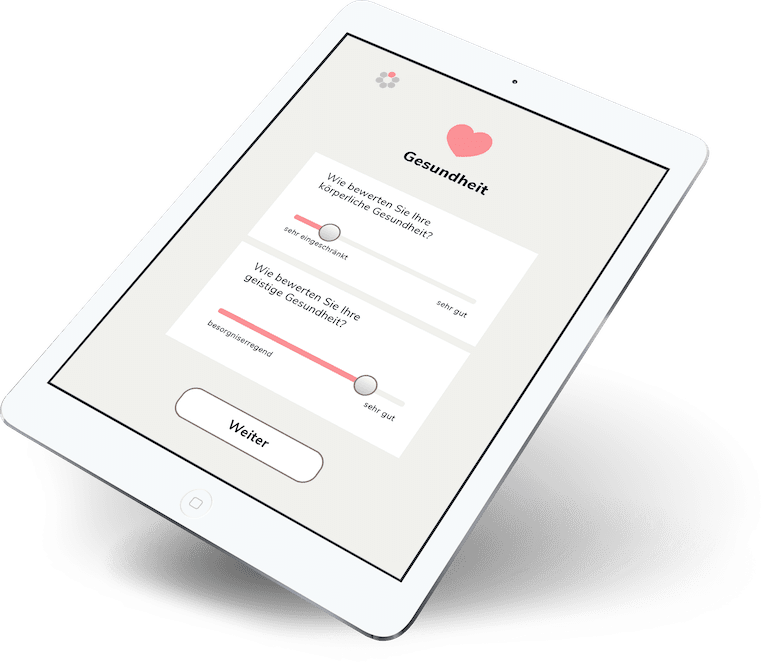 Gesundheit
Wie bewerten Sie Ihre
körperliche Gesundheit?
sehr eingeschränkt
sehr gut
Wie bewerten Sie Ihre
geistige Gesundheit?
besorgniserregend
sehr gut
Weiter